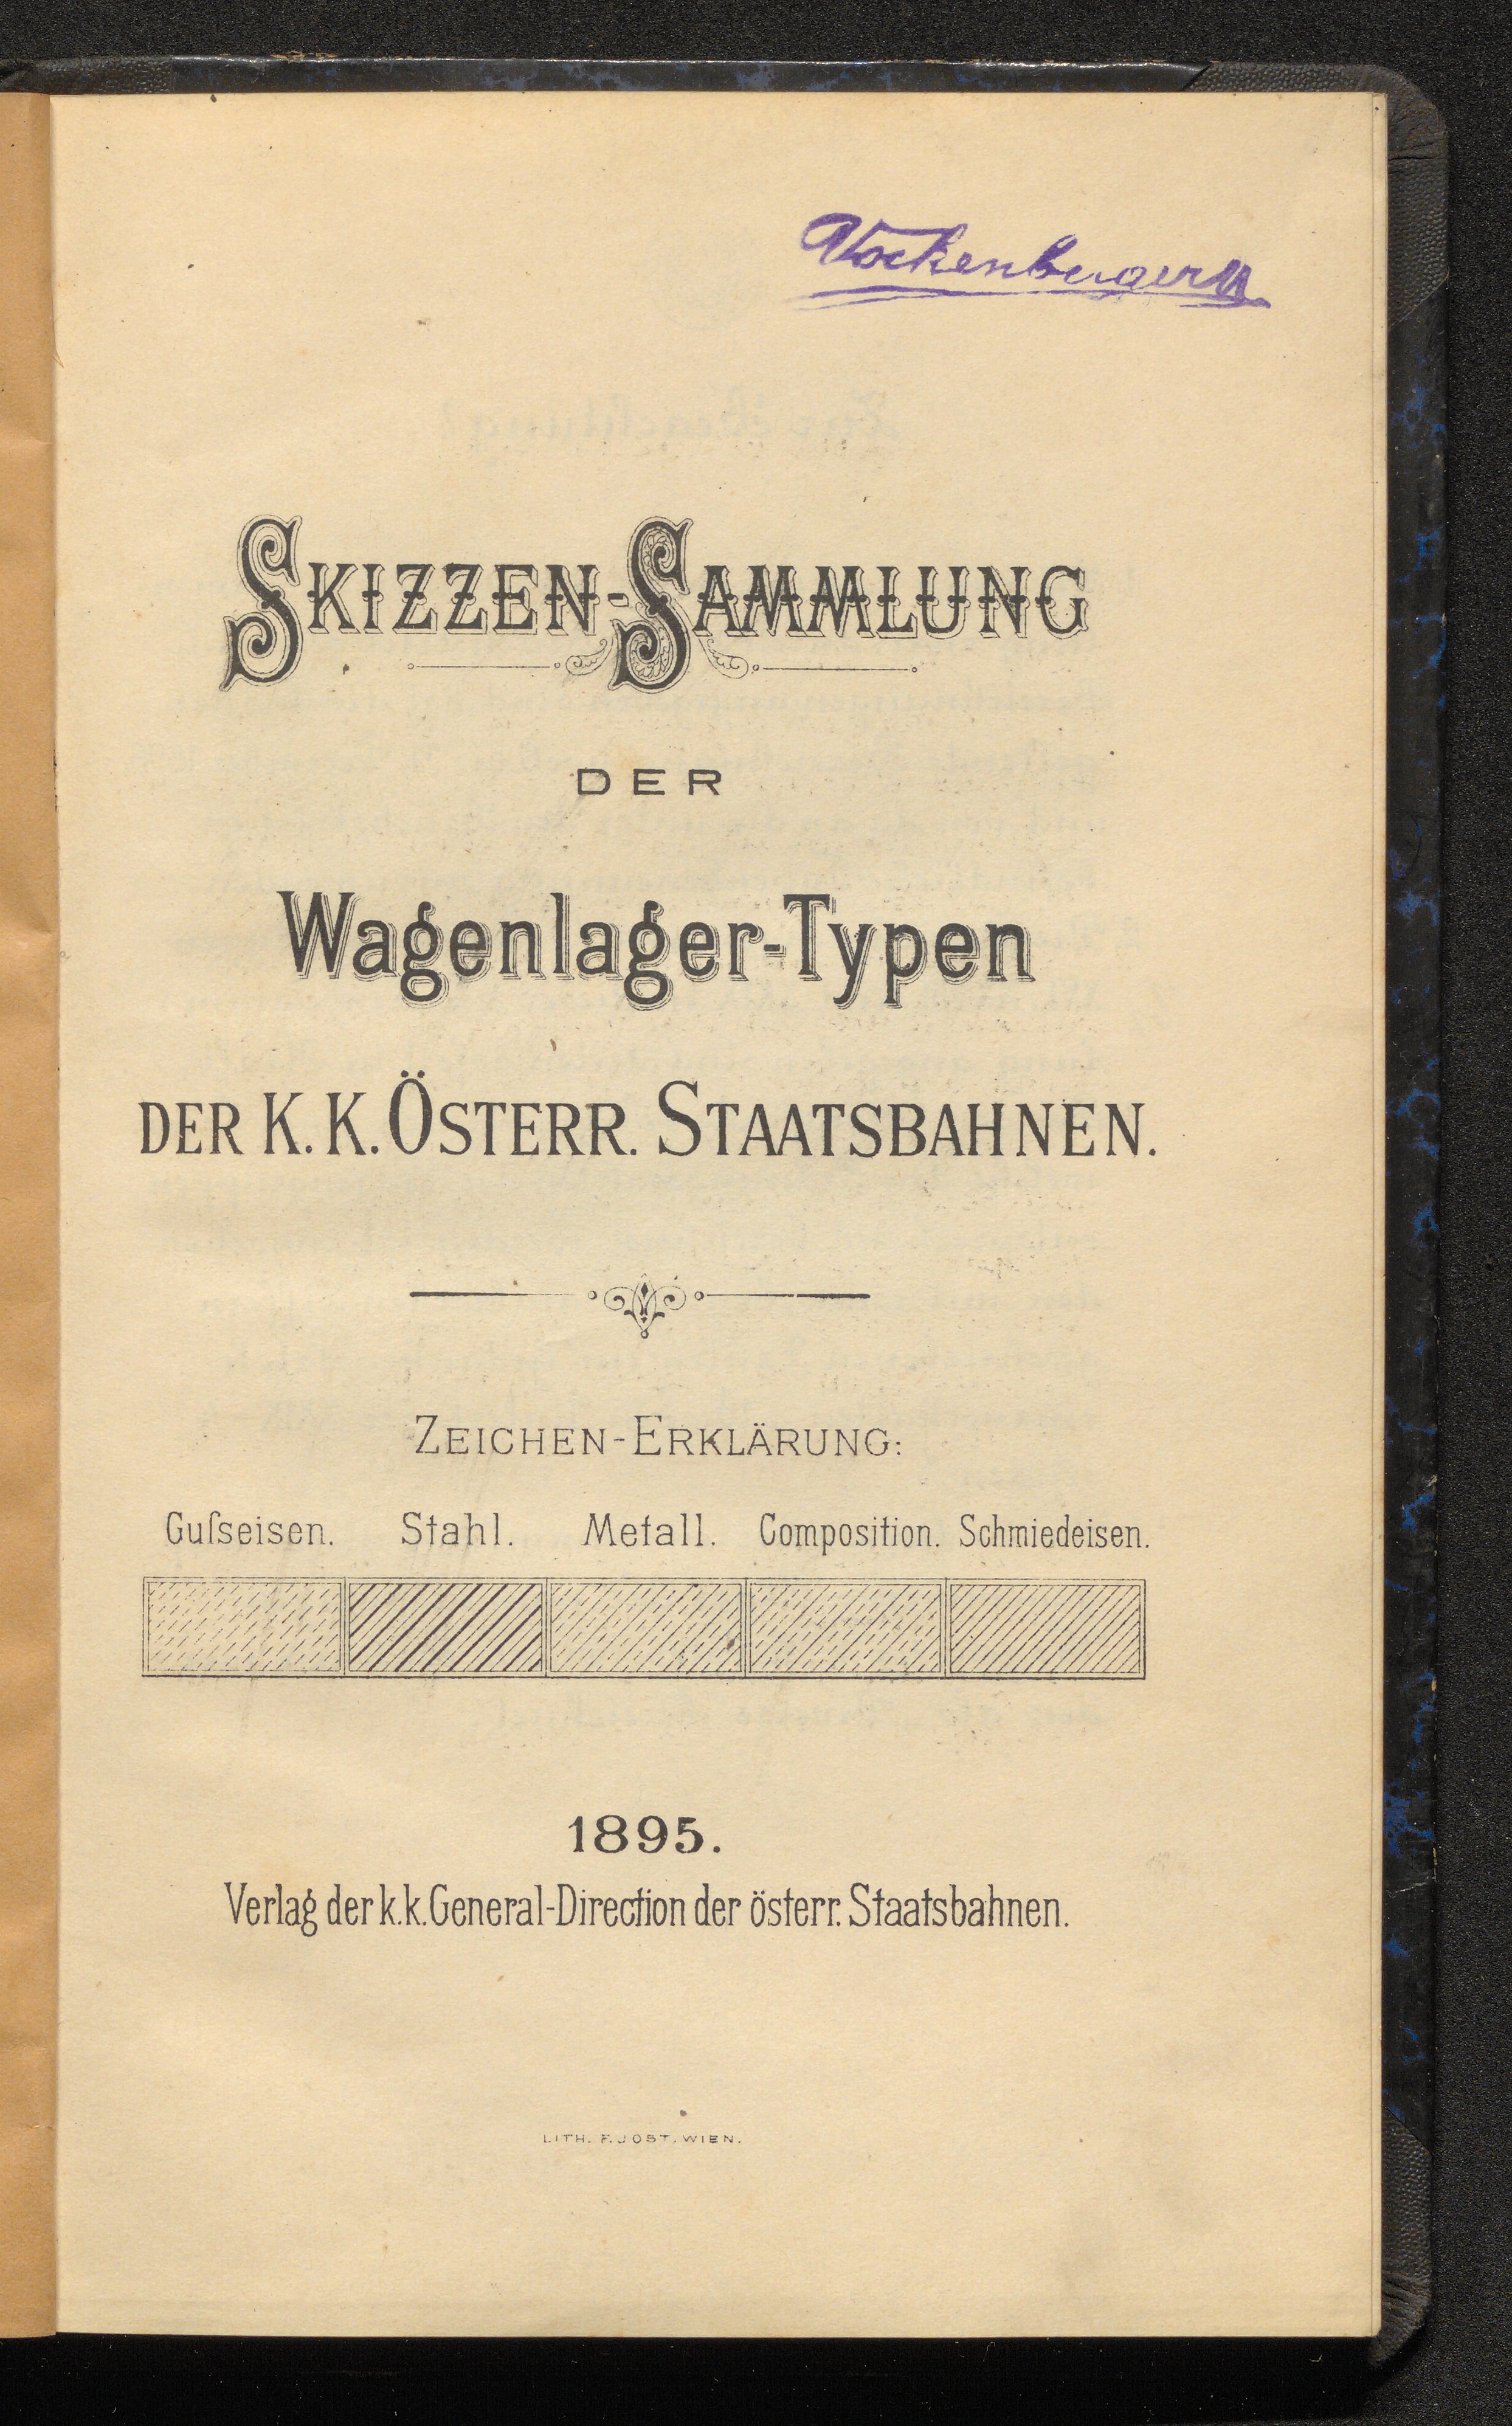 SKIZZEN-SAMMLUNG
DER
Wagenlager-Typen
DER K. K. ÖSTERR. STAATSBAHNEN.
ZEICHEN-ERKLÄRUNG:
Guſseisen. Stahl. Metall. Composition. Schmiedeisen.
1895.
Verlag der k. k. General-Direction der österr. Staatsbahnen.
LITH. F. JOST, WIEN.